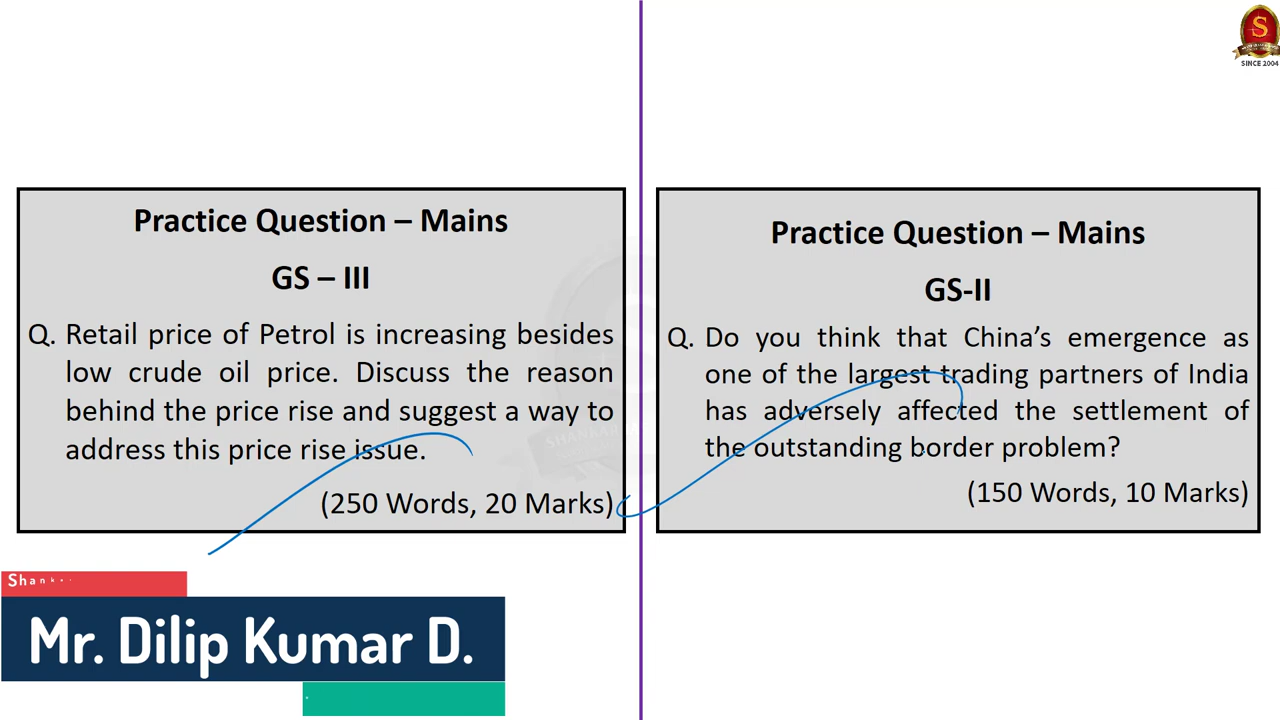 S
SINCE 2004
Practice Question – Mains
GS – III
Q. Retail price of Petrol is increasing besides
low crude oil price. Discuss the reason
behind the price rise and suggest a way to
address this price rise issue.
(250 Words, 20 Marks)
Practice Question – Mains
GS-II
Q. Do you think that China’s emergence as
one of the largest trading partners of India
has adversely affected the settlement of
the outstanding border problem?
(150 Words, 10 Marks)
Shank
Mr. Dilip Kumar D.